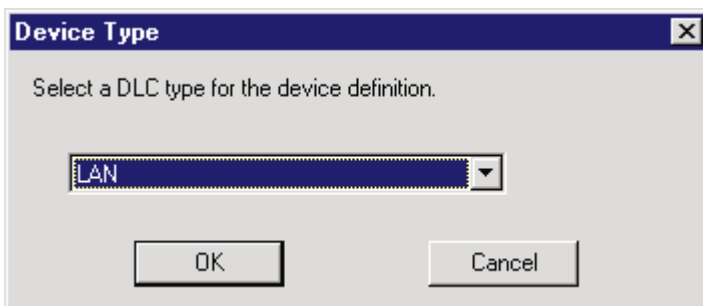 Device Type
Select a DLC type for the device definition.
LAN
OK Cancel